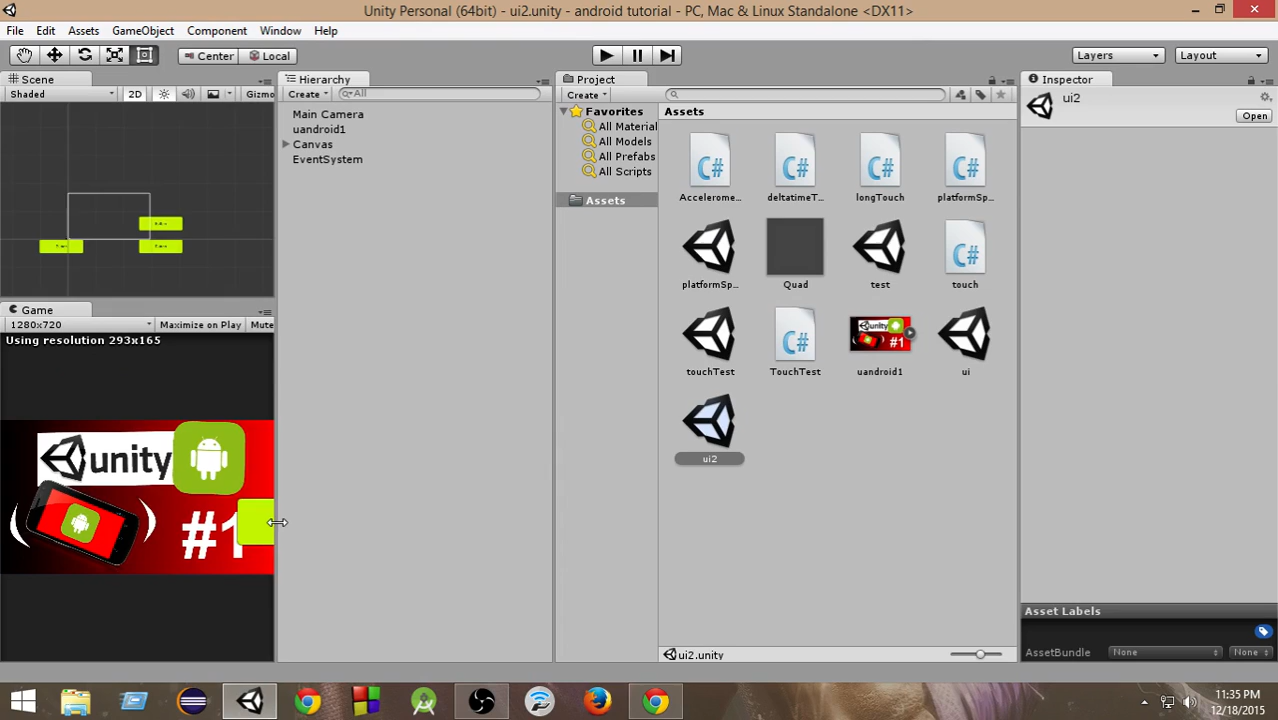 Unity Personal (64bit) - ui2.unity - android tutorial - PC, Mac & Linux Standalone <DX11>
File Edit Assets GameObject Component Window Help
Center Local Layers Layout
Scene
Shaded 2D Gizmo
Hierarchy
Create All
Main Camera
uandroid1
Canvas
EventSystem
Game
1280x720 Maximize on Play Mute
Using resolution 293x165
unity
#1
Project
Create
Favorites
All Material
All Models
All Prefabs
All Scripts
Assets
Assets
Accelerome... deltatimeT... longTouch platformSp...
platformSp... Quad test touch
unity
#1
touchTest TouchTest uandroid1 ui
ui2
ui2.unity
Inspector
ui2
Open
Asset Labels
AssetBundle None None
11:35 PM
12/18/2015